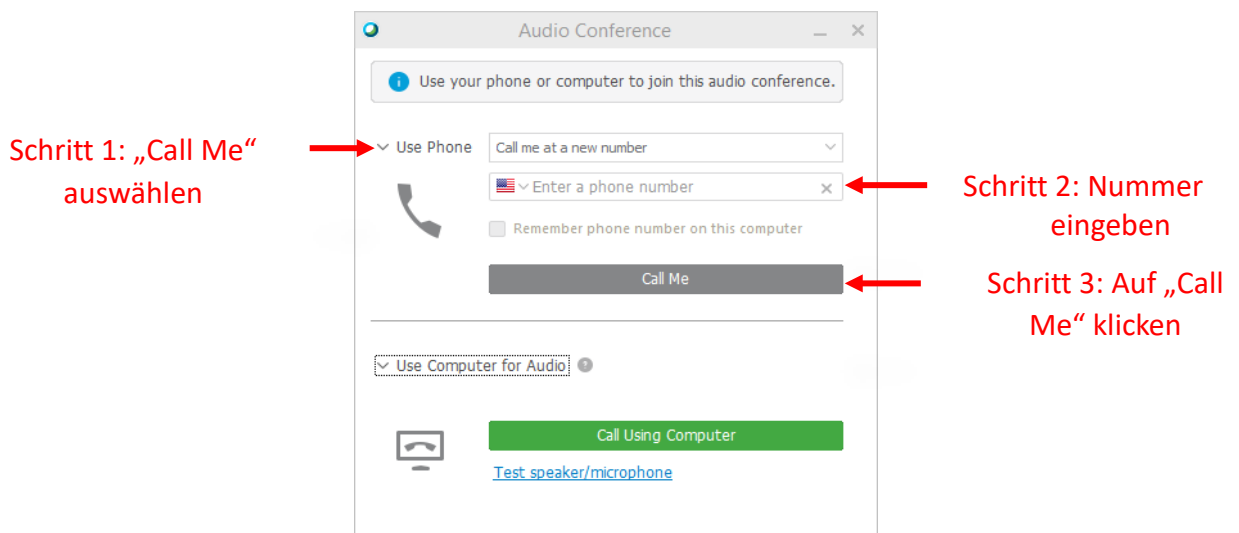 Audio Conference
Use your phone or computer to join this audio conference.
Schritt 1: „Call Me“
auswählen
Use Phone
Call me at a new number
Enter a phone number
Schritt 2: Nummer
eingeben
Remember phone number on this computer
Call Me
Schritt 3: Auf „Call
Me“ klicken
Use Computer for Audio
Call Using Computer
Test speaker/microphone